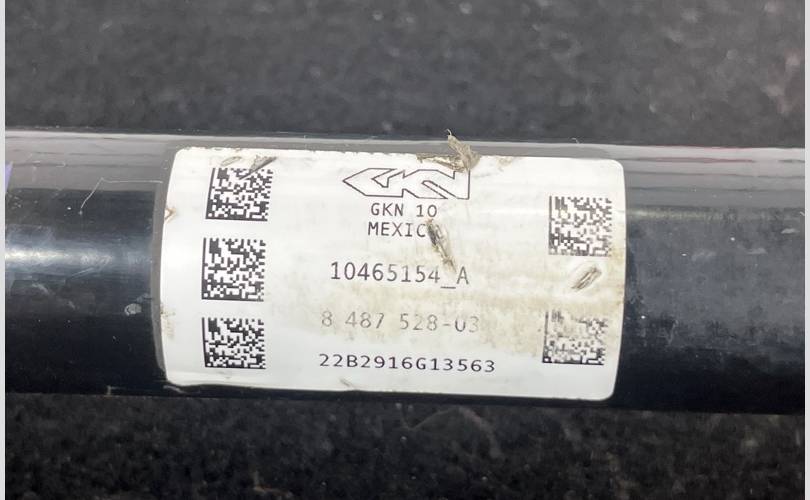 GKN
GKN 10
MEXICO
10465154_A
8 487 528-03
22B2916G13563